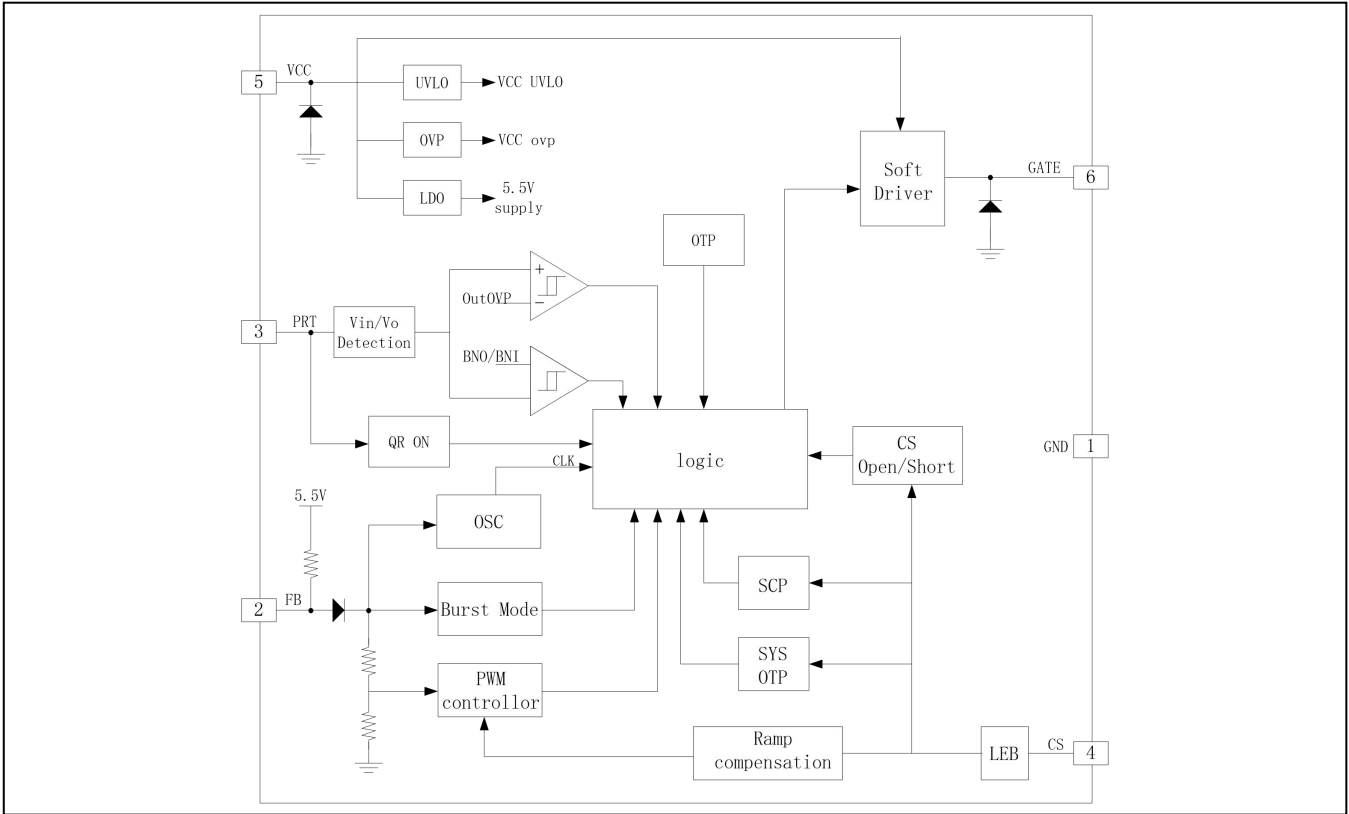 5
VCC
UVLO
VCC UVLO
OVP
VCC ovp
LDO
5.5V
supply
Soft
Driver
GATE
6
OTP
3
PRT
Vin/Vo
Detection
+
OutOVP
−
BNO/BNI
QR ON
CLK
logic
CS
Open/Short
GND
1
5.5V
OSC
2
FB
Burst Mode
SCP
SYS
OTP
PWM
controllor
Ramp
compensation
LEB
CS
4